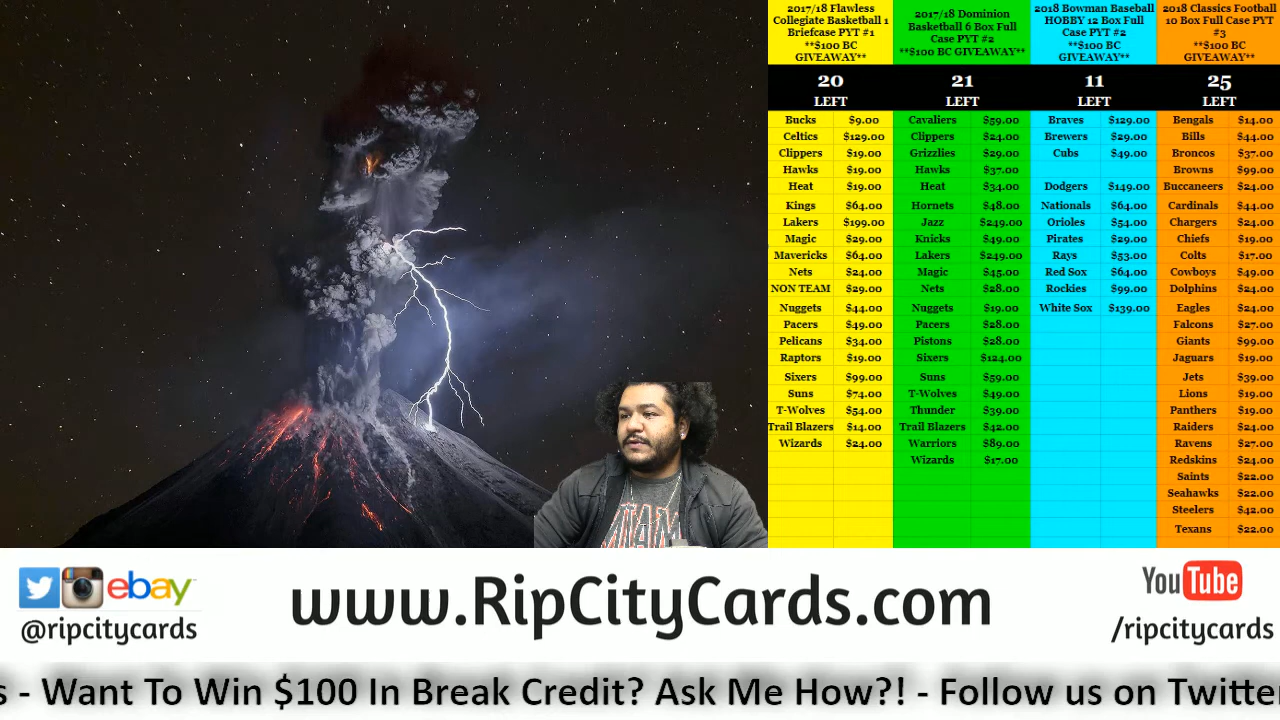 2017/18 Flawless
Collegiate Basketball 1
Briefcase PYT #1
**$100 BC
GIVEAWAY**
20
LEFT
Bucks $9.00
Celtics $129.00
Clippers $19.00
Hawks $19.00
Heat $19.00
Kings $64.00
Lakers $199.00
Magic $29.00
Mavericks $64.00
Nets $24.00
NON TEAM $29.00
Nuggets $44.00
Pacers $49.00
Pelicans $34.00
Raptors $19.00
Sixers $99.00
Suns $74.00
T-Wolves $54.00
Trail Blazers $14.00
Wizards $24.00
2017/18 Dominion
Basketball 6 Box Full
Case PYT #2
**$100 BC GIVEAWAY**
21
LEFT
Cavaliers $59.00
Clippers $24.00
Grizzlies $29.00
Hawks $37.00
Heat $34.00
Hornets $48.00
Jazz $249.00
Knicks $49.00
Lakers $249.00
Magic $45.00
Nets $28.00
Nuggets $19.00
Pacers $28.00
Pistons $28.00
Sixers $124.00
Suns $59.00
T-Wolves $49.00
Thunder $39.00
Trail Blazers $42.00
Warriors $89.00
Wizards $17.00
2018 Bowman Baseball
HOBBY 12 Box Full
Case PYT #2
**$100 BC
GIVEAWAY**
11
LEFT
Braves $129.00
Brewers $29.00
Cubs $49.00
Dodgers $149.00
Nationals $64.00
Orioles $54.00
Pirates $29.00
Rays $53.00
Red Sox $64.00
Rockies $99.00
White Sox $139.00
2018 Classics Football
10 Box Full Case PYT
#3
**$100 BC
GIVEAWAY**
25
LEFT
Bengals $14.00
Bills $44.00
Broncos $37.00
Browns $99.00
Buccaneers $24.00
Cardinals $44.00
Chargers $24.00
Chiefs $19.00
Colts $17.00
Cowboys $49.00
Dolphins $24.00
Eagles $24.00
Falcons $27.00
Giants $99.00
Jaguars $19.00
Jets $39.00
Lions $19.00
Panthers $19.00
Raiders $24.00
Ravens $27.00
Redskins $24.00
Saints $22.00
Seahawks $22.00
Steelers $42.00
Texans $22.00
ebay
@ripcitycards
www.RipCityCards.com
YouTube
/ripcitycards
s - Want To Win $100 In Break Credit? Ask Me How?! - Follow us on Twitter